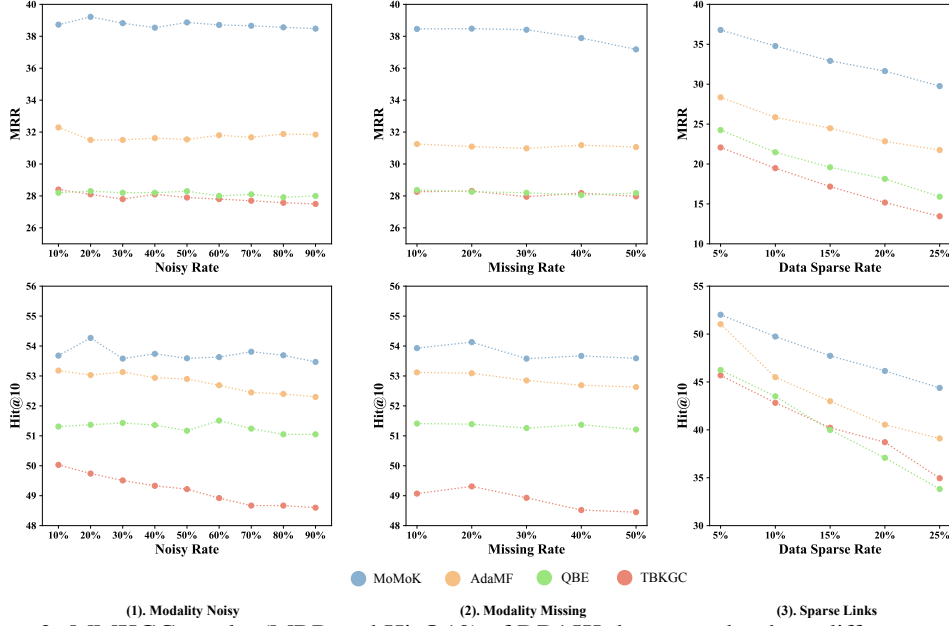 40
38
36
34
32
30
28
26
MRR
10% 20% 30% 40% 50% 60% 70% 80% 90%
Noisy Rate
40
38
36
34
32
30
28
26
MRR
10% 20% 30% 40% 50%
Missing Rate
40
35
30
25
20
15
10
MRR
5% 10% 15% 20% 25%
Data Sparse Rate
56
55
54
53
52
51
50
49
48
Hit@10
10% 20% 30% 40% 50% 60% 70% 80% 90%
Noisy Rate
56
55
54
53
52
51
50
49
48
Hit@10
10% 20% 30% 40% 50%
Missing Rate
55
50
45
40
35
30
Hit@10
5% 10% 15% 20% 25%
Data Sparse Rate
MoMoK AdaMF QBE TBKGC
(1). Modality Noisy (2). Modality Missing (3). Sparse Links